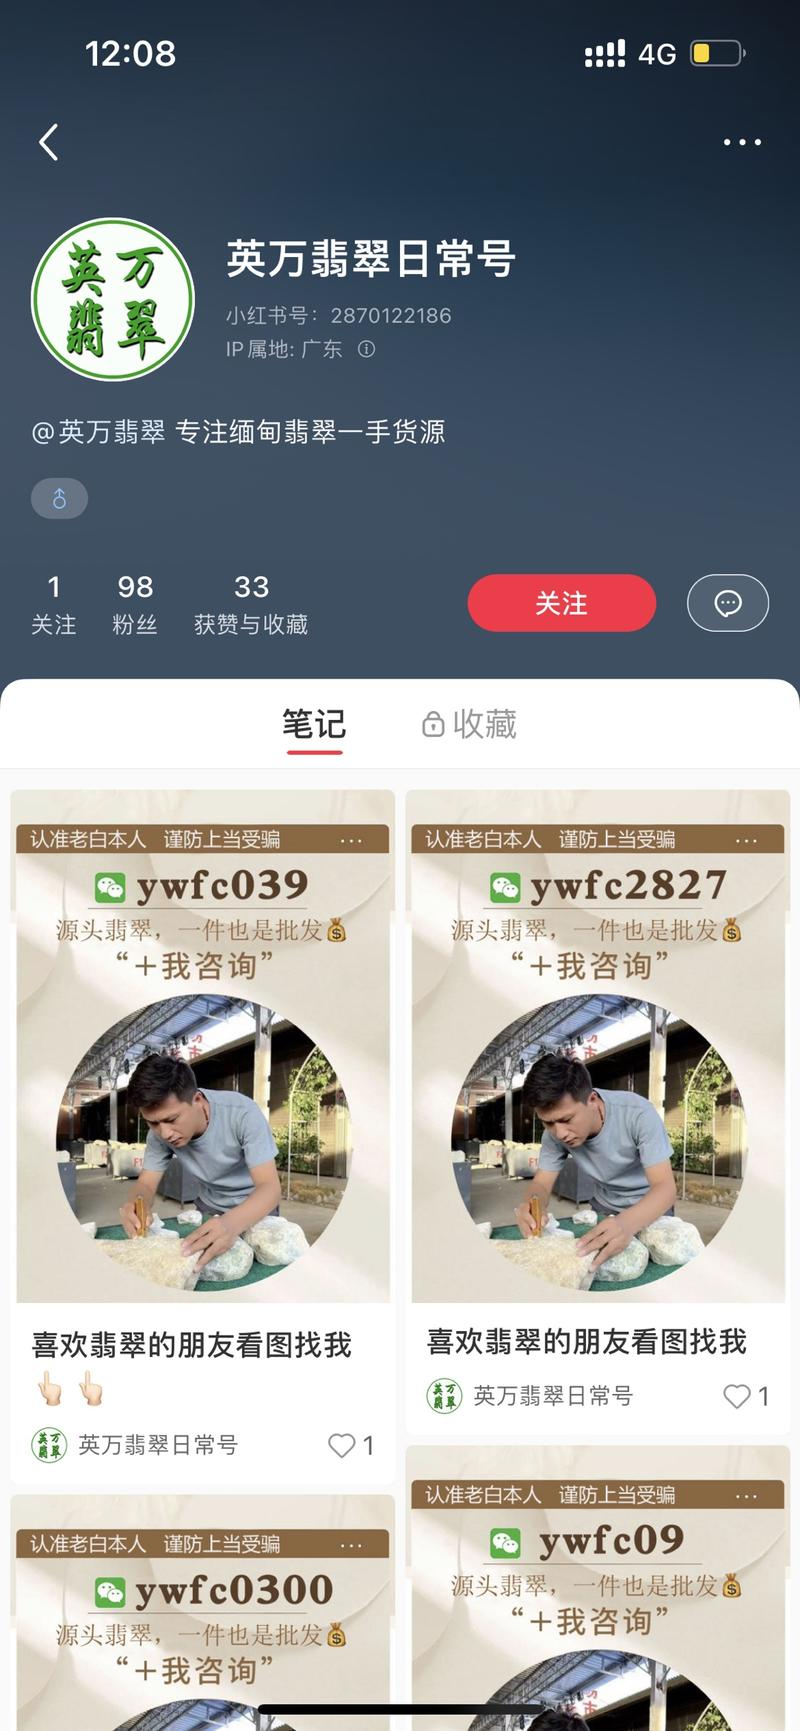 12:08
4G
英万翡翠
英万翡翠日常号
小红书号：2870122186
IP属地: 广东
@英万翡翠 专注缅甸翡翠一手货源
1
关注
98
粉丝
33
获赞与收藏
关注
笔记
收藏
认准老白本人 谨防上当受骗 ...
ywfc039
源头翡翠，一件也是批发
“＋我咨询”
喜欢翡翠的朋友看图找我
英万翡翠
英万翡翠日常号
1
认准老白本人 谨防上当受骗 ...
ywfc2827
源头翡翠，一件也是批发
“＋我咨询”
喜欢翡翠的朋友看图找我
英万翡翠
英万翡翠日常号
1
认准老白本人 谨防上当受骗 ...
ywfc0300
源头翡翠，一件也是批发
“＋我咨询”
认准老白本人 谨防上当受骗 ...
ywfc09
源头翡翠，一件也是批发
“＋我咨询”